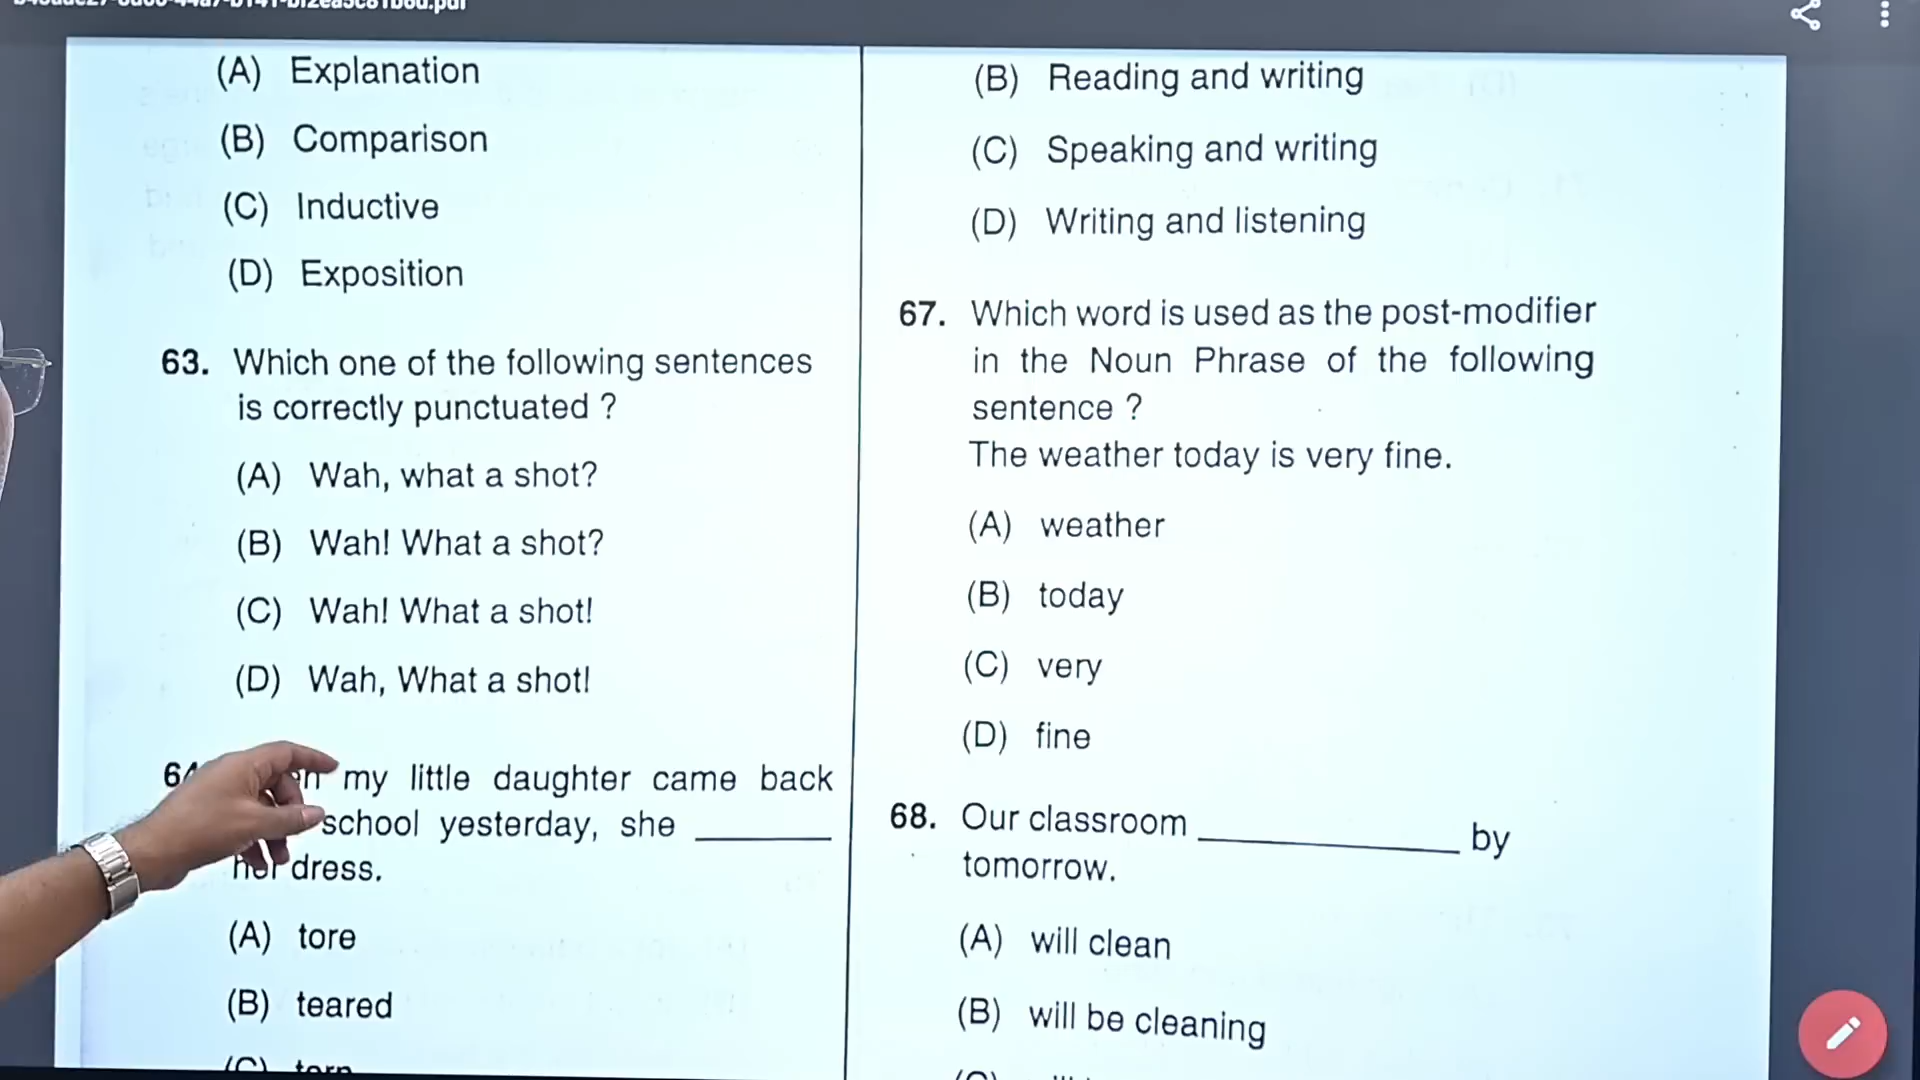 (A) Explanation
(B) Comparison
(C) Inductive
(D) Exposition
63. Which one of the following sentences
is correctly punctuated ?
(A) Wah, what a shot?
(B) Wah! What a shot?
(C) Wah! What a shot!
(D) Wah, What a shot!
my little daughter came back
school yesterday, she ______
her dress.
(A) tore
(B) teared
(C) torn
(B) Reading and writing
(C) Speaking and writing
(D) Writing and listening
67. Which word is used as the post-modifier
in the Noun Phrase of the following
sentence ?
The weather today is very fine.
(A) weather
(B) today
(C) very
(D) fine
68. Our classroom ______ by
tomorrow.
(A) will clean
(B) will be cleaning